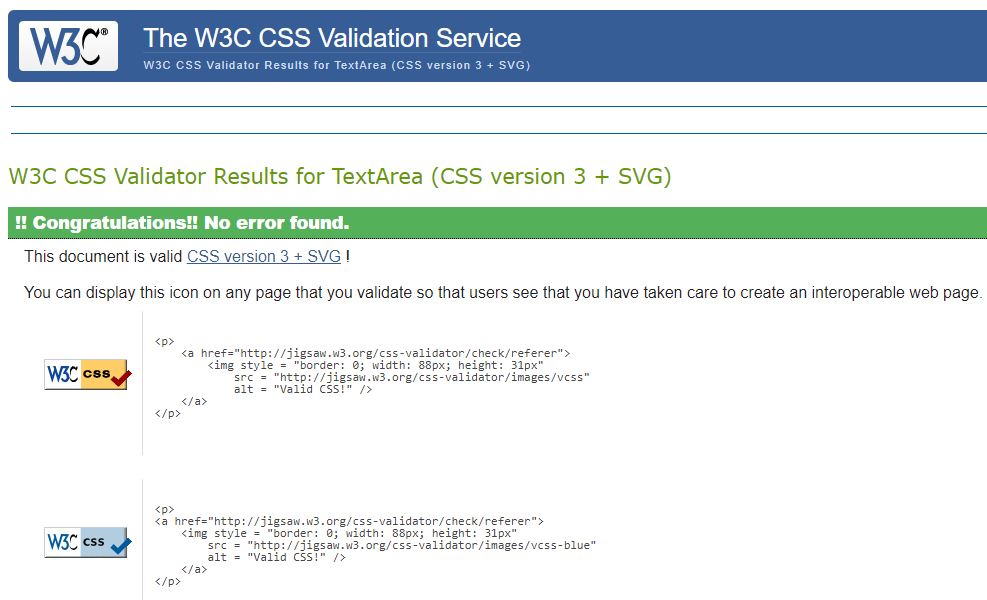 W3C®
The W3C CSS Validation Service
W3C CSS Validator Results for TextArea (CSS version 3 + SVG)
W3C CSS Validator Results for TextArea (CSS version 3 + SVG)
!! Congratulations!! No error found.
This document is valid CSS version 3 + SVG !
You can display this icon on any page that you validate so that users see that you have taken care to create an interoperable web page.
W3C css
<p>
    <a href="http://jigsaw.w3.org/css-validator/check/referer">
        <img style = "border: 0; width: 88px; height: 31px"
            src = "http://jigsaw.w3.org/css-validator/images/vcss"
            alt = "Valid CSS!" />
    </a>
</p>
W3C css
<p>
<a href="http://jigsaw.w3.org/css-validator/check/referer">
    <img style = "border: 0; width: 88px; height: 31px"
        src = "http://jigsaw.w3.org/css-validator/images/vcss-blue"
        alt = "Valid CSS!" />
    </a>
</p>